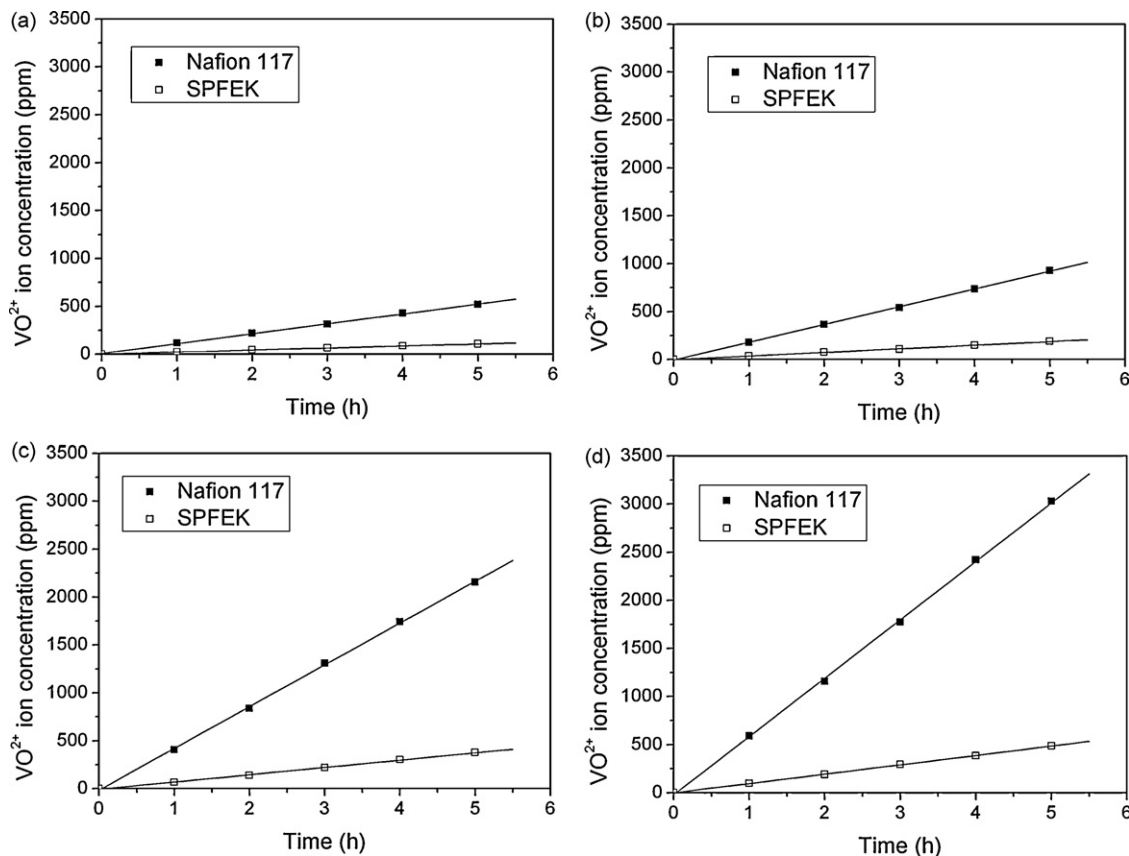 (a)
3500
3000
2500
2000
1500
1000
500
0
VO²⁺ ion concentration (ppm)
Nafion 117
SPFEK
0 1 2 3 4 5 6
Time (h)
(b)
3500
3000
2500
2000
1500
1000
500
0
VO²⁺ ion concentration (ppm)
Nafion 117
SPFEK
0 1 2 3 4 5 6
Time (h)
(c)
3500
3000
2500
2000
1500
1000
500
0
VO²⁺ ion concentration (ppm)
Nafion 117
SPFEK
0 1 2 3 4 5 6
Time (h)
(d)
3500
3000
2500
2000
1500
1000
500
0
VO²⁺ ion concentration (ppm)
Nafion 117
SPFEK
0 1 2 3 4 5 6
Time (h)